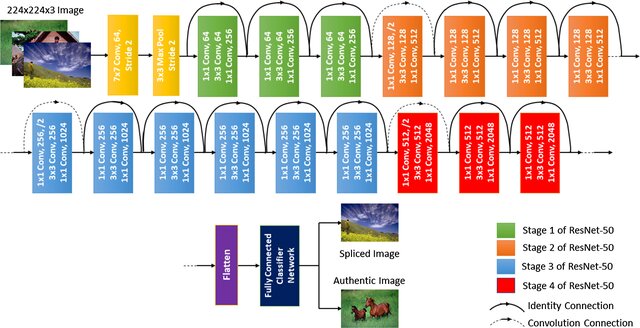 224x224x3 Image
7x7 Conv, 64,
Stride 2
3x3 Max Pool
Stride 2
1x1 Conv, 64
3x3 Conv, 64
1x1 Conv, 256
1x1 Conv, 64
3x3 Conv, 64
1x1 Conv, 256
1x1 Conv, 64
3x3 Conv, 64
1x1 Conv, 256
1x1 Conv, 128, /2
3x3 Conv, 128
1x1 Conv, 512
1x1 Conv, 128
3x3 Conv, 128
1x1 Conv, 512
1x1 Conv, 128
3x3 Conv, 128
1x1 Conv, 512
1x1 Conv, 128
3x3 Conv, 128
1x1 Conv, 512
1x1 Conv, 256, /2
3x3 Conv, 256
1x1 Conv, 1024
1x1 Conv, 256
3x3 Conv, 256
1x1 Conv, 1024
1x1 Conv, 256
3x3 Conv, 256
1x1 Conv, 1024
1x1 Conv, 256
3x3 Conv, 256
1x1 Conv, 1024
1x1 Conv, 256
3x3 Conv, 256
1x1 Conv, 1024
1x1 Conv, 256
3x3 Conv, 256
1x1 Conv, 1024
1x1 Conv, 512, /2
3x3 Conv, 512
1x1 Conv, 2048
1x1 Conv, 512
3x3 Conv, 512
1x1 Conv, 2048
1x1 Conv, 512
3x3 Conv, 512
1x1 Conv, 2048
Flatten
Fully Connected
Classifier
Network
Spliced Image
Authentic Image
Stage 1 of ResNet-50
Stage 2 of ResNet-50
Stage 3 of ResNet-50
Stage 4 of ResNet-50
Identity Connection
Convolution Connection